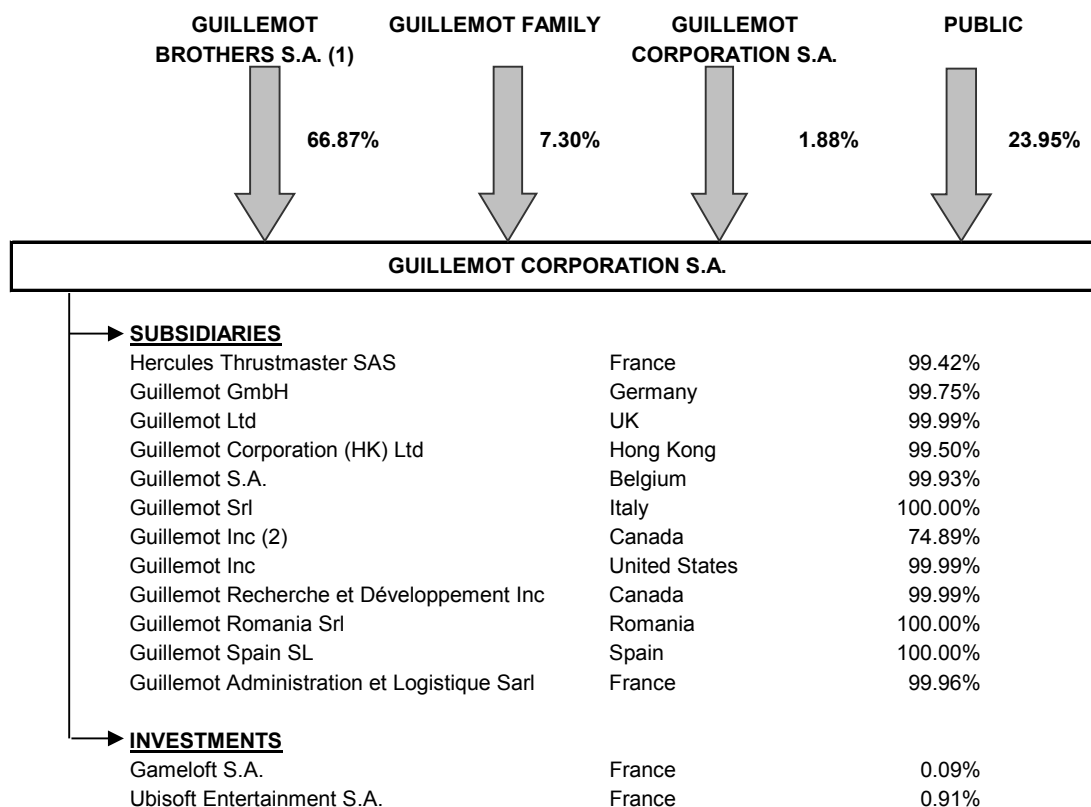 GUILLEMOT BROTHERS S.A. (1)
GUILLEMOT FAMILY
GUILLEMOT CORPORATION S.A.
PUBLIC
66.87%
7.30%
1.88%
23.95%
GUILLEMOT CORPORATION S.A.
SUBSIDIARIES
Hercules Thrustmaster SAS France 99.42%
Guillemot GmbH Germany 99.75%
Guillemot Ltd UK 99.99%
Guillemot Corporation (HK) Ltd Hong Kong 99.50%
Guillemot S.A. Belgium 99.93%
Guillemot Srl Italy 100.00%
Guillemot Inc (2) Canada 74.89%
Guillemot Inc United States 99.99%
Guillemot Recherche et Développement Inc Canada 99.99%
Guillemot Romania Srl Romania 100.00%
Guillemot Spain SL Spain 100.00%
Guillemot Administration et Logistique Sarl France 99.96%
INVESTMENTS
Gameloft S.A. France 0.09%
Ubisoft Entertainment S.A. France 0.91%